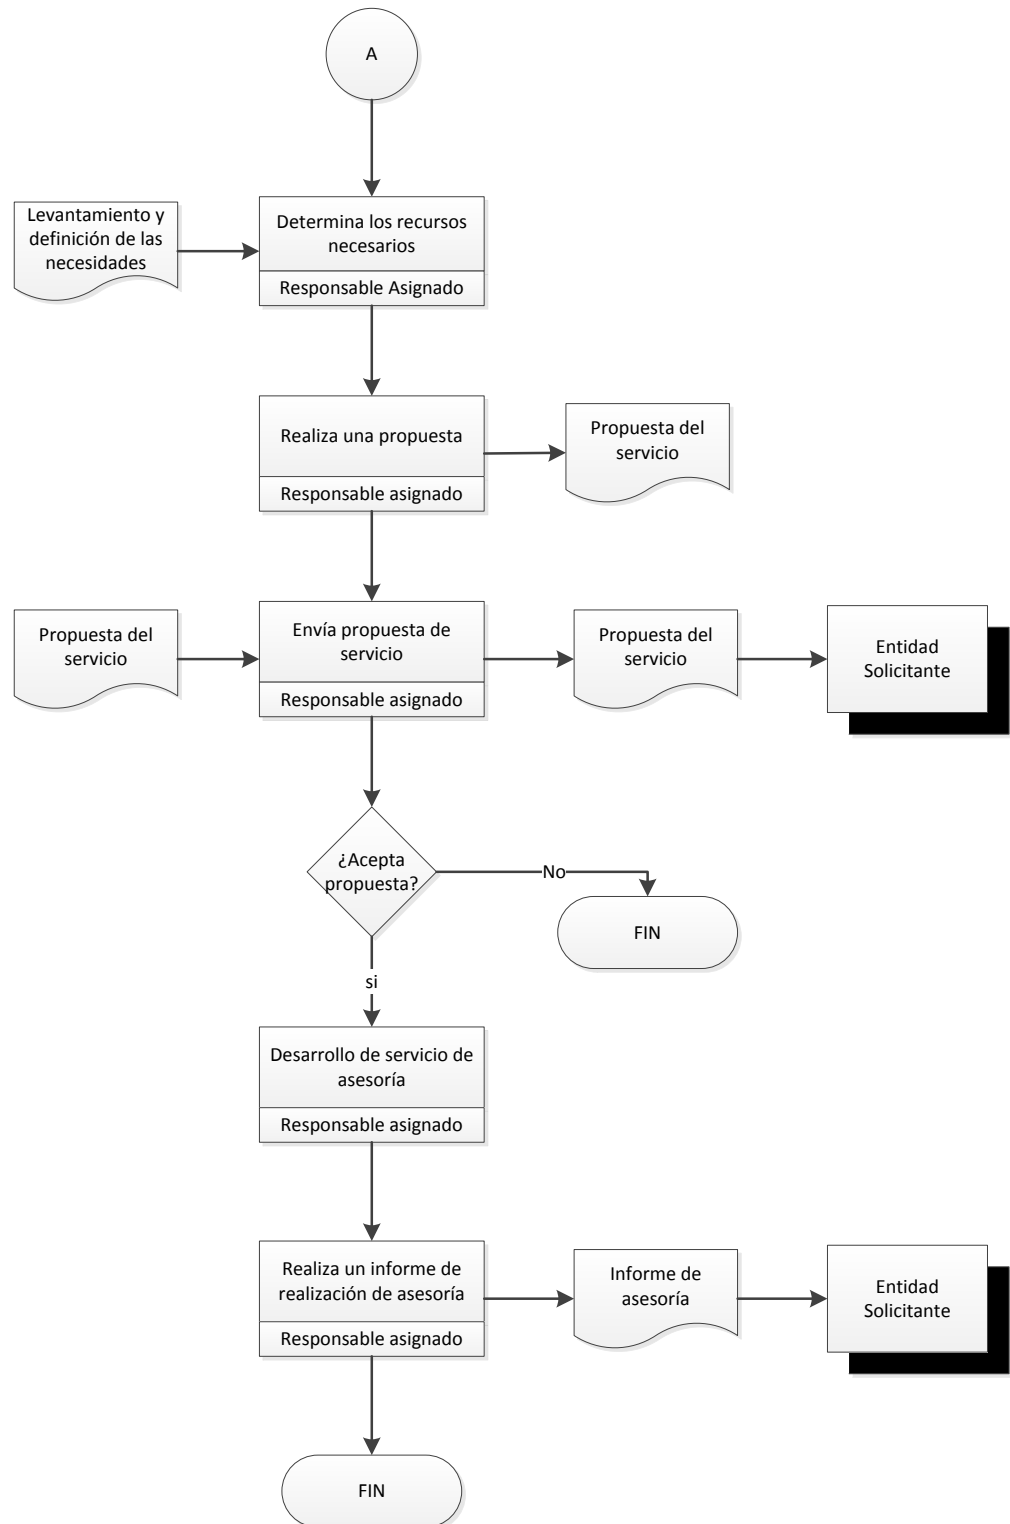 A
Levantamiento y
definición de las
necesidades
Determina los recursos
necesarios
Responsable Asignado
Realiza una propuesta
Responsable asignado
Propuesta del
servicio
Propuesta del
servicio
Envía propuesta de
servicio
Responsable asignado
Propuesta del
servicio
Entidad
Solicitante
¿Acepta
propuesta?
No
FIN
si
Desarrollo de servicio de
asesoría
Responsable asignado
Realiza un informe de
realización de asesoría
Responsable asignado
Informe de
asesoría
Entidad
Solicitante
FIN